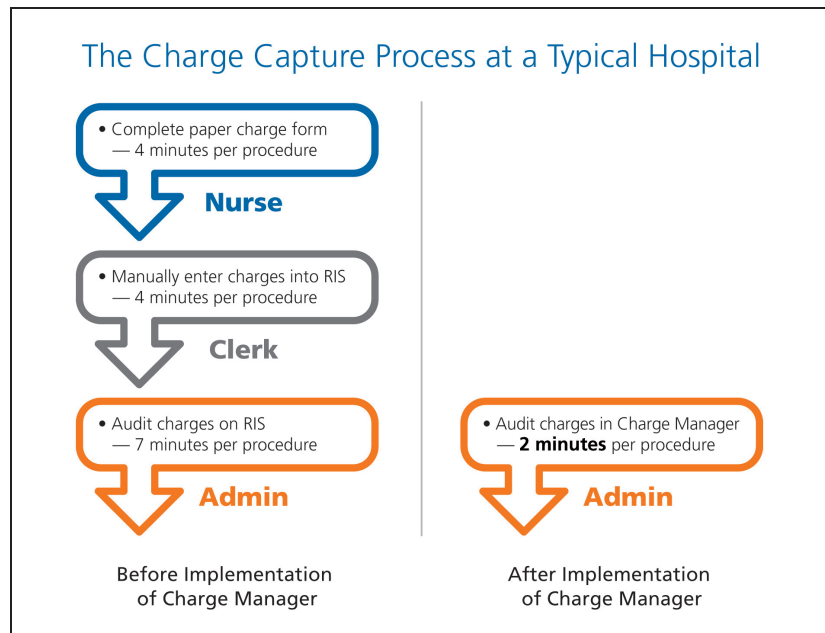 The Charge Capture Process at a Typical Hospital
• Complete paper charge form
— 4 minutes per procedure
Nurse
• Manually enter charges into RIS
— 4 minutes per procedure
Clerk
• Audit charges on RIS
— 7 minutes per procedure
Admin
Before Implementation
of Charge Manager
• Audit charges in Charge Manager
— 2 minutes per procedure
Admin
After Implementation
of Charge Manager